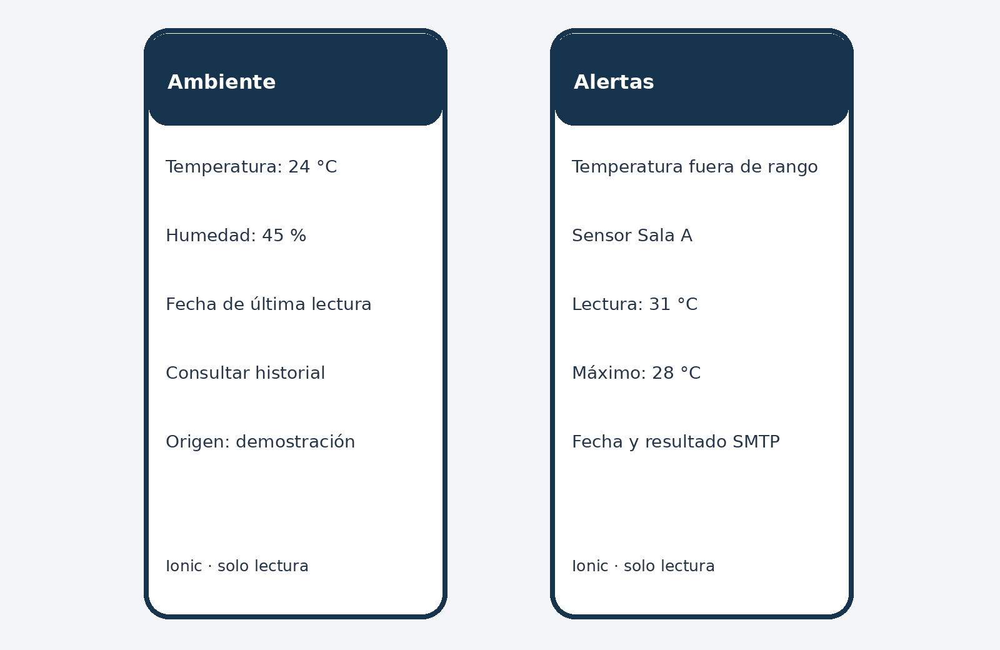 Ambiente
Temperatura: 24 °C
Humedad: 45 %
Fecha de última lectura
Consultar historial
Origen: demostración
Ionic · solo lectura
Alertas
Temperatura fuera de rango
Sensor Sala A
Lectura: 31 °C
Máximo: 28 °C
Fecha y resultado SMTP
Ionic · solo lectura